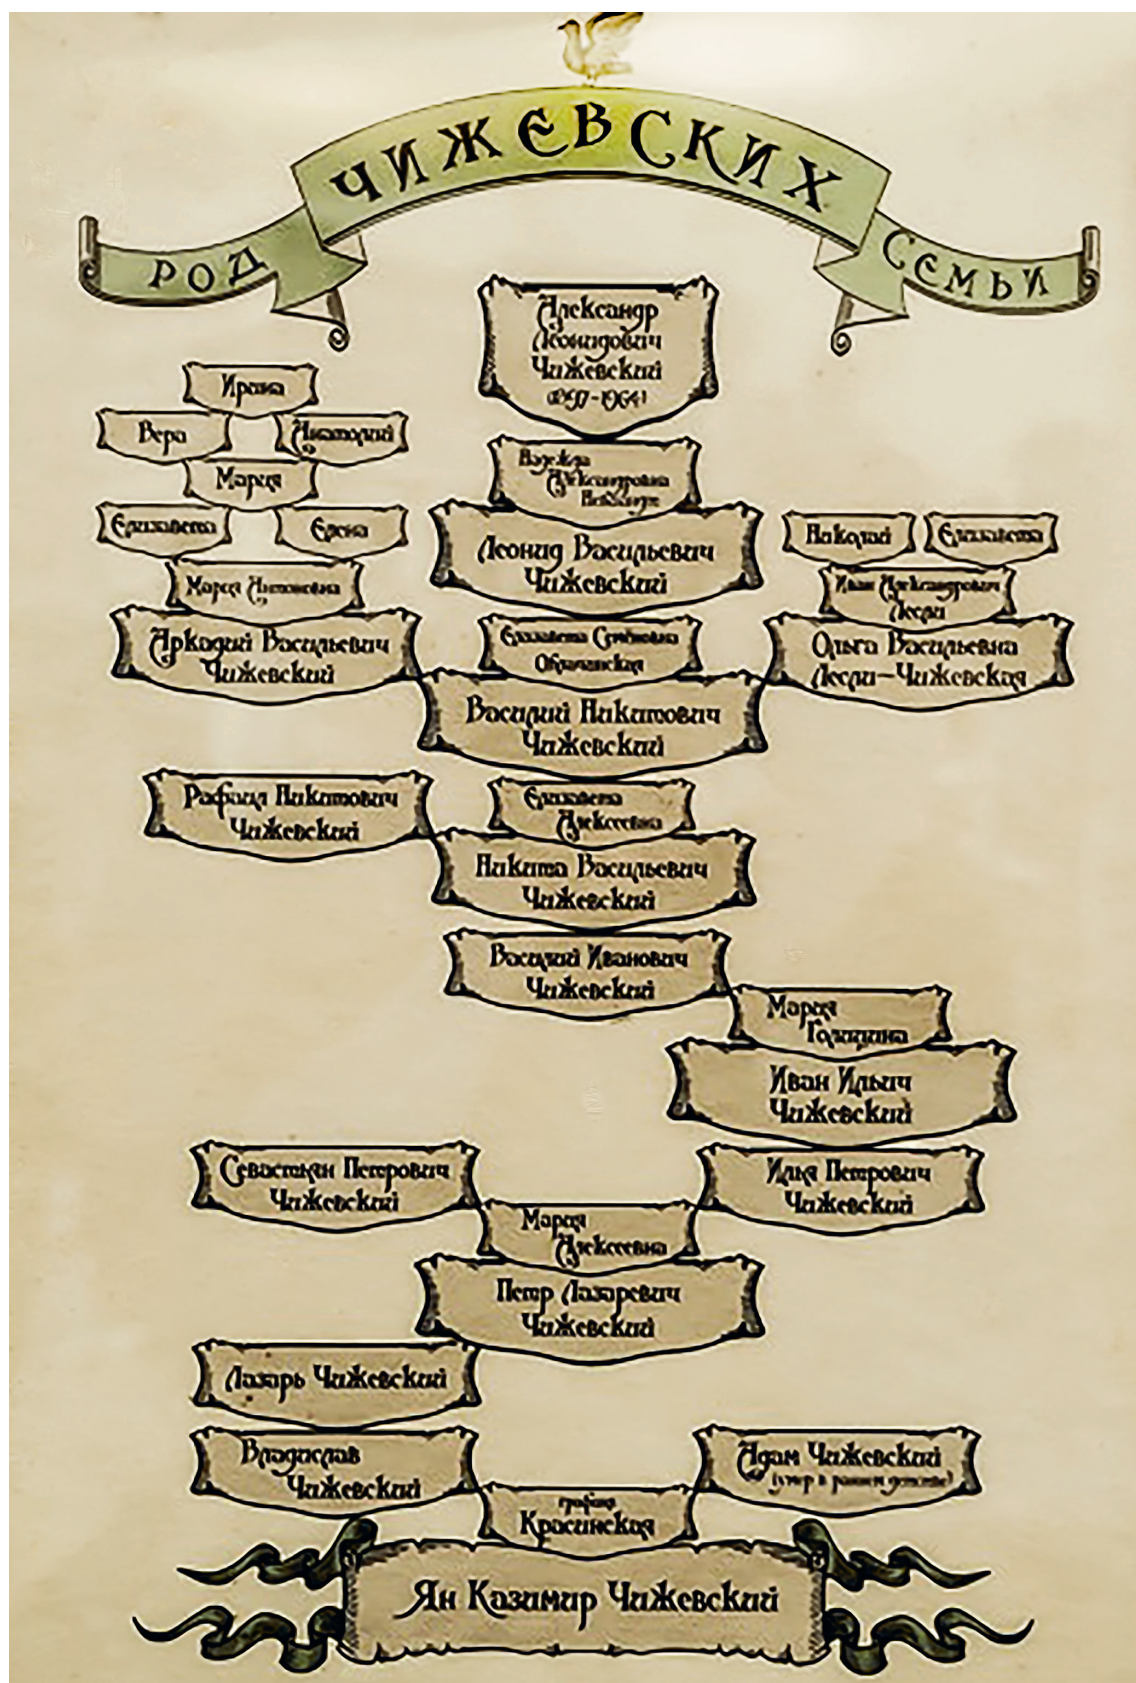 РОД ЧИЖЕВСКИХ СЕМЬИ
Александр
Леонидович
Чижевский
(1897-1964)
Ирина
Вера
Анатолий
Мария
Елизавета
Елена
Мария Антоновна
Аркадий Васильевич
Чижевский
Надежда
Александровна
Невиандт
Леонид Васильевич
Чижевский
Николай
Елизавета
Иван Александрович
Лесли
Ольга Васильевна
Лесли-Чижевская
Елизавета Семёновна
Облачинская
Василий Никитович
Чижевский
Рафаил Никитович
Чижевский
Елизавета
Алексеевна
Никита Васильевич
Чижевский
Василий Иванович
Чижевский
Мария
Голицина
Иван Ильич
Чижевский
Севастьян Петрович
Чижевский
Илья Петрович
Чижевский
Мария
Алексеевна
Петр Лазаревич
Чижевский
Лазарь Чижевский
Владислав
Чижевский
Адам Чижевский
(умер в раннем детстве)
графиня
Красинская
Ян Казимир Чижевский